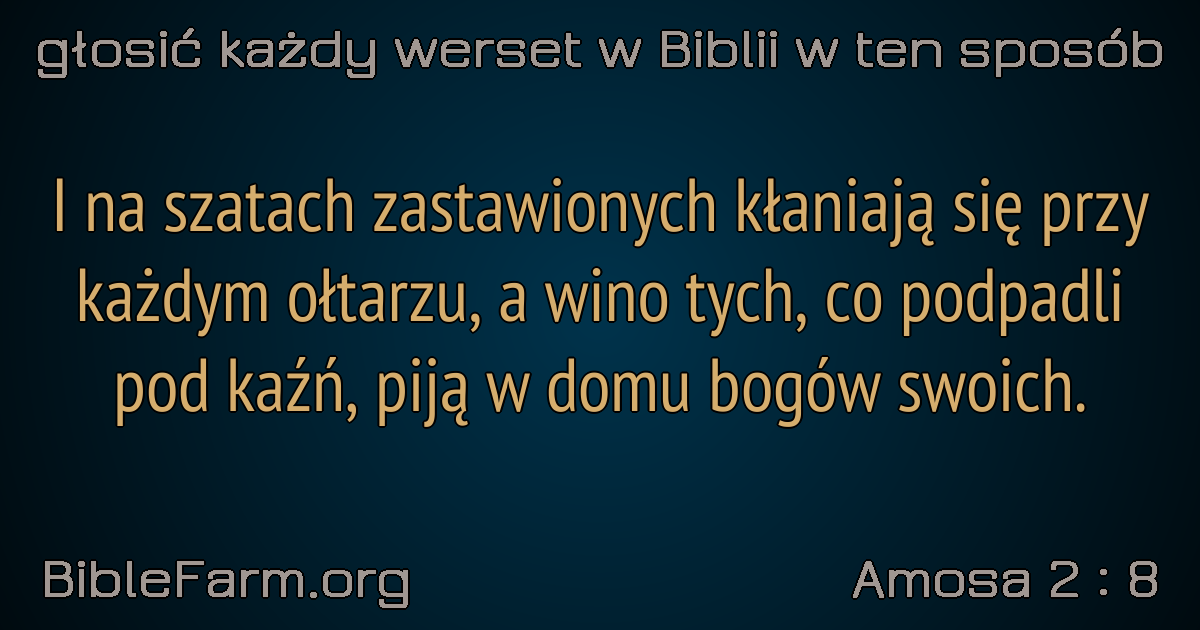 głosić każdy werset w Biblii w ten sposób
I na szatach zastawionych kłaniają się przy
każdym ołtarzu, a wino tych, co podpadli
pod kaźń, piją w domu bogów swoich.
BibleFarm.org
Amosa 2 : 8